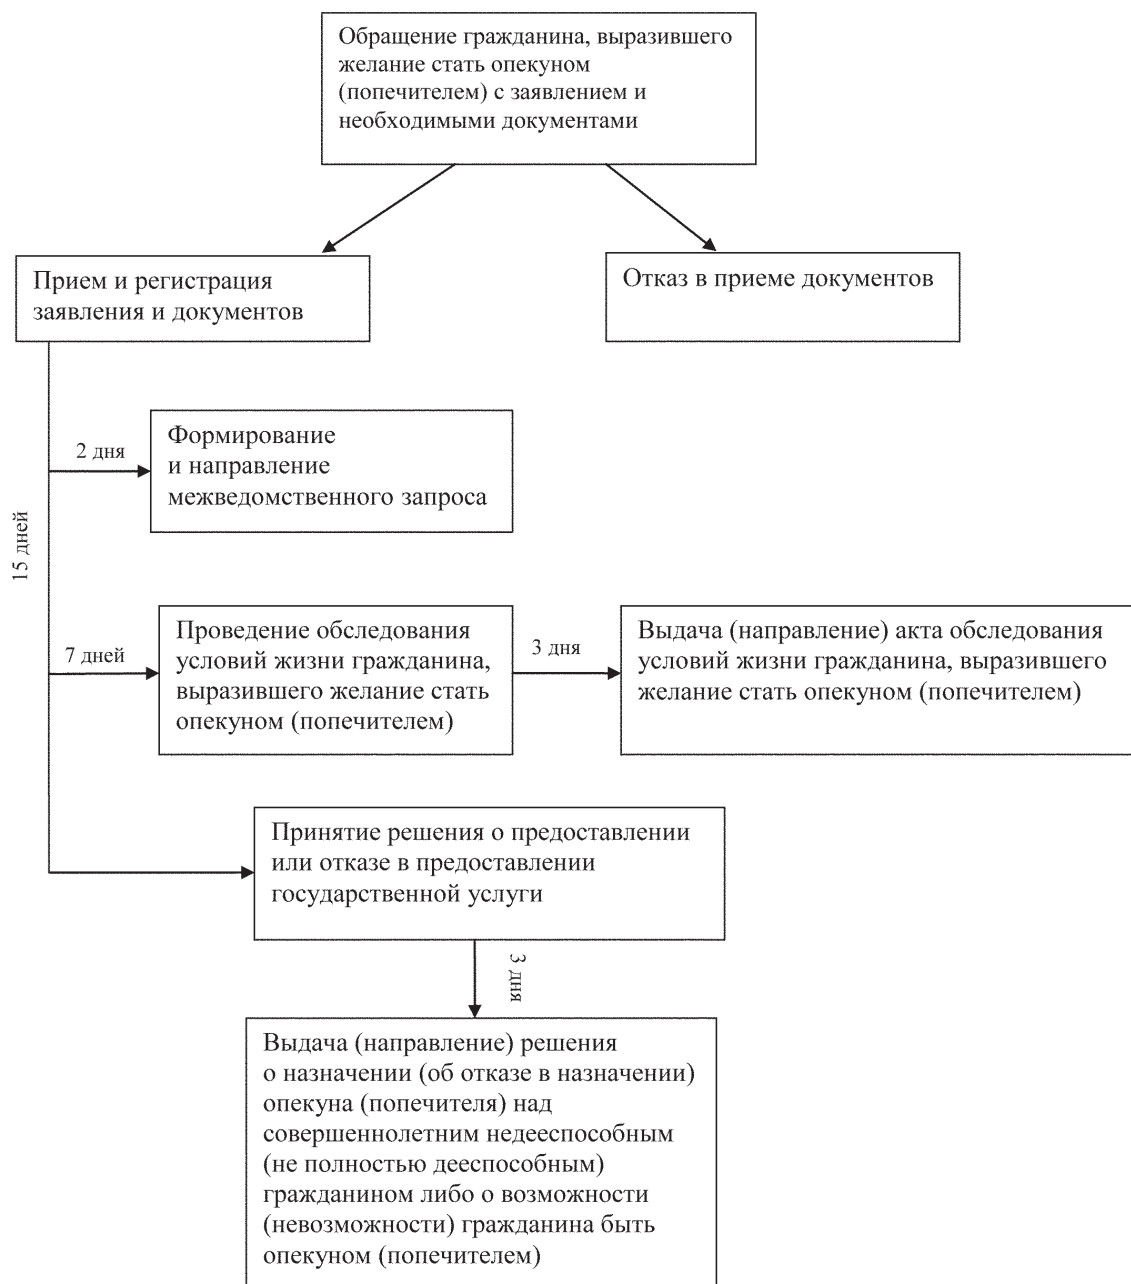 Обращение гражданина, выразившего
желание стать опекуном
(попечителем) с заявлением и
необходимыми документами
Прием и регистрация
заявления и документов
Отказ в приеме документов
2 дня
Формирование
и направление
межведомственного запроса
15 дней
7 дней
Проведение обследования
условий жизни гражданина,
выразившего желание стать
опекуном (попечителем)
3 дня
Выдача (направление) акта обследования
условий жизни гражданина, выразившего
желание стать опекуном (попечителем)
Принятие решения о предоставлении
или отказе в предоставлении
государственной услуги
3 дня
Выдача (направление) решения
о назначении (об отказе в назначении)
опекуна (попечителя) над
совершеннолетним недееспособным
(не полностью дееспособным)
гражданином либо о возможности
(невозможности) гражданина быть
опекуном (попечителем)